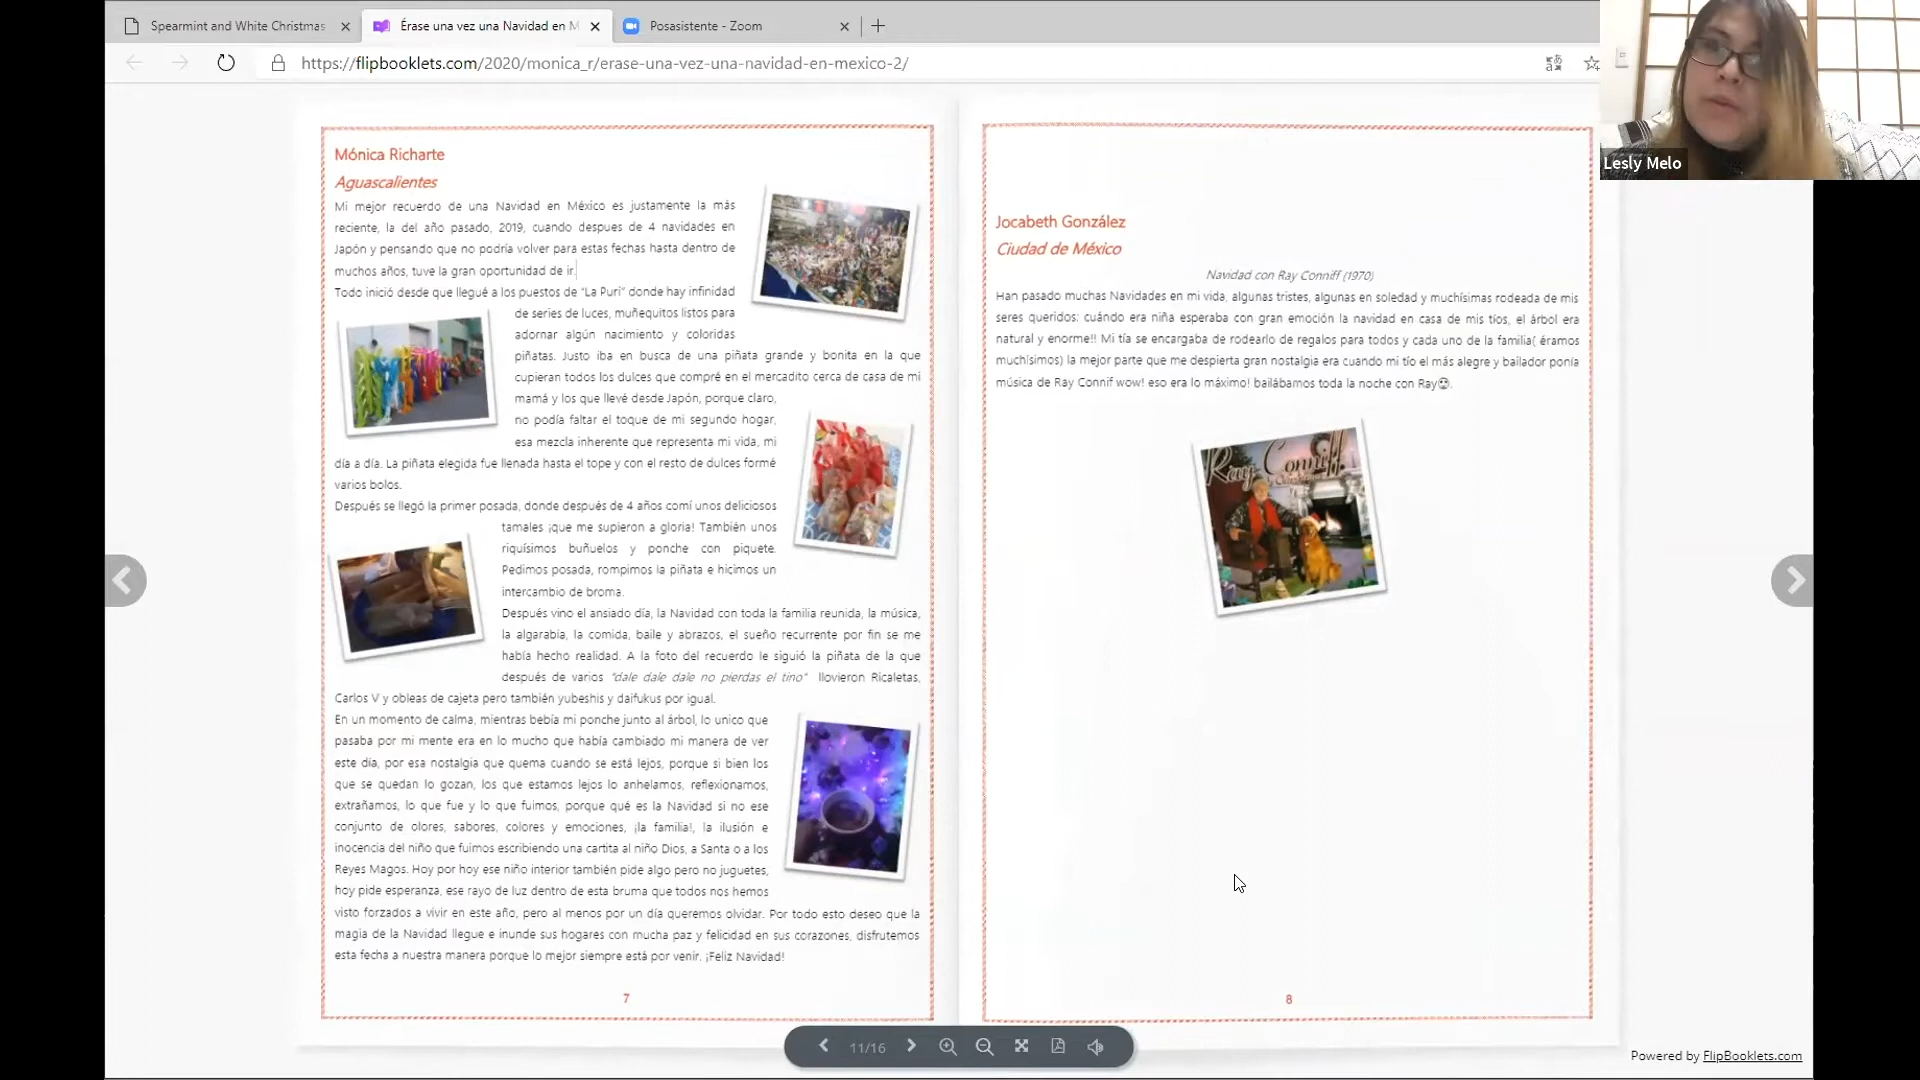 Spearmint and White Christmas
Érase una vez una Navidad en M
Posasistente - Zoom
https://flipbooklets.com/2020/monica_r/erase-una-vez-una-navidad-en-mexico-2/
Lesly Melo
Mónica Richarte
Aguascalientes
Mi mejor recuerdo de una Navidad en México es justamente la más
reciente, la del año pasado, 2019, cuando despues de 4 navidades en
Japón y pensando que no podría volver para estas fechas hasta dentro de
muchos años, tuve la gran oportunidad de ir.
Todo inició desde que llegué a los puestos de "La Puri" donde hay infinidad
de series de luces, muñequitos listos para
adornar algún nacimiento y coloridas
piñatas. Justo iba en busca de una piñata grande y bonita en la que
cupieran todos los dulces que compré en el mercadito cerca de casa de mi
mamá y los que llevé desde Japón, porque claro,
no podía faltar el toque de mi segundo hogar,
esa mezcla inherente que representa mi vida, mi
día a día. La piñata elegida fue llenada hasta el tope y con el resto de dulces formé
varios bolos.
Después se llegó la primer posada, donde después de 4 años comí unos deliciosos
tamales ¡que me supieron a gloria! También unos
riquísimos buñuelos y ponche con piquete.
Pedimos posada, rompimos la piñata e hicimos un
intercambio de broma.
Después vino el ansiado día, la Navidad con toda la familia reunida, la música,
la algarabía, la comida, baile y abrazos, el sueño recurrente por fin se me
había hecho realidad. A la foto del recuerdo le siguió la piñata de la que
después de varios "dale dale dale no pierdas el tino" llovieron Ricaletas,
Carlos V y obleas de cajeta pero también yubeshis y daifukus por igual.
En un momento de calma, mientras bebía mi ponche junto al árbol, lo unico que
pasaba por mi mente era en lo mucho que había cambiado mi manera de ver
este día, por esa nostalgia que quema cuando se está lejos, porque si bien los
que se quedan lo gozan, los que estamos lejos lo anhelamos, reflexionamos,
extrañamos, lo que fue y lo que fuimos, porque qué es la Navidad si no ese
conjunto de olores, sabores, colores y emociones, ¡la familia!, la ilusión e
inocencia del niño que fuimos escribiendo una cartita al niño Dios, a Santa o a los
Reyes Magos. Hoy por hoy ese niño interior también pide algo pero no juguetes,
hoy pide esperanza, ese rayo de luz dentro de esta bruma que todos nos hemos
visto forzados a vivir en este año, pero al menos por un día queremos olvidar. Por todo esto deseo que la
magia de la Navidad llegue e inunde sus hogares con mucha paz y felicidad en sus corazones, disfrutemos
esta fecha a nuestra manera porque lo mejor siempre está por venir. ¡Feliz Navidad!
7
Jocabeth González
Ciudad de México
Navidad con Ray Conniff (1970)
Han pasado muchas Navidades en mi vida, algunas tristes, algunas en soledad y muchísimas rodeada de mis
seres queridos; cuándo era niña esperaba con gran emoción la navidad en casa de mis tíos, el árbol era
natural y enorme!! Mi tía se encargaba de rodearlo de regalos para todos y cada uno de la familia( éramos
muchísimos) la mejor parte que me despierta gran nostalgia era cuando mi tío el más alegre y bailador ponía
música de Ray Connif wow! eso era lo máximo! bailábamos toda la noche con Ray😍.
Ray Conniff
8
11/16
Powered by FlipBooklets.com